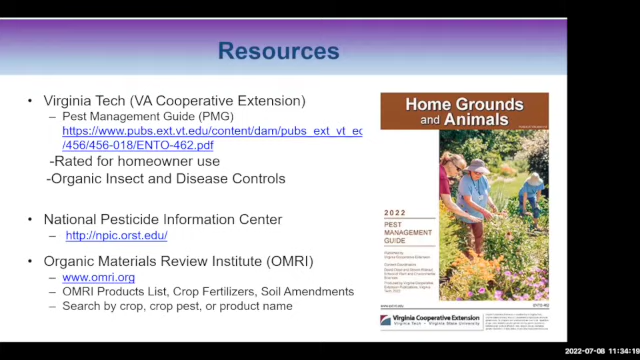 Resources
• Virginia Tech (VA Cooperative Extension)
– Pest Management Guide (PMG)
https://www.pubs.ext.vt.edu/content/dam/pubs_ext_vt_ec
/456/456-018/ENTO-462.pdf
-Rated for homeowner use
-Organic Insect and Disease Controls
• National Pesticide Information Center
– http://npic.orst.edu/
• Organic Materials Review Institute (OMRI)
– www.omri.org
– OMRI Products List, Crop Fertilizers, Soil Amendments
– Search by crop, crop pest, or product name
Home Grounds
and Animals
2022
PEST
MANAGEMENT
GUIDE
Virginia Cooperative Extension
Virginia Tech • Virginia State University
2022-07-08 11:34:19